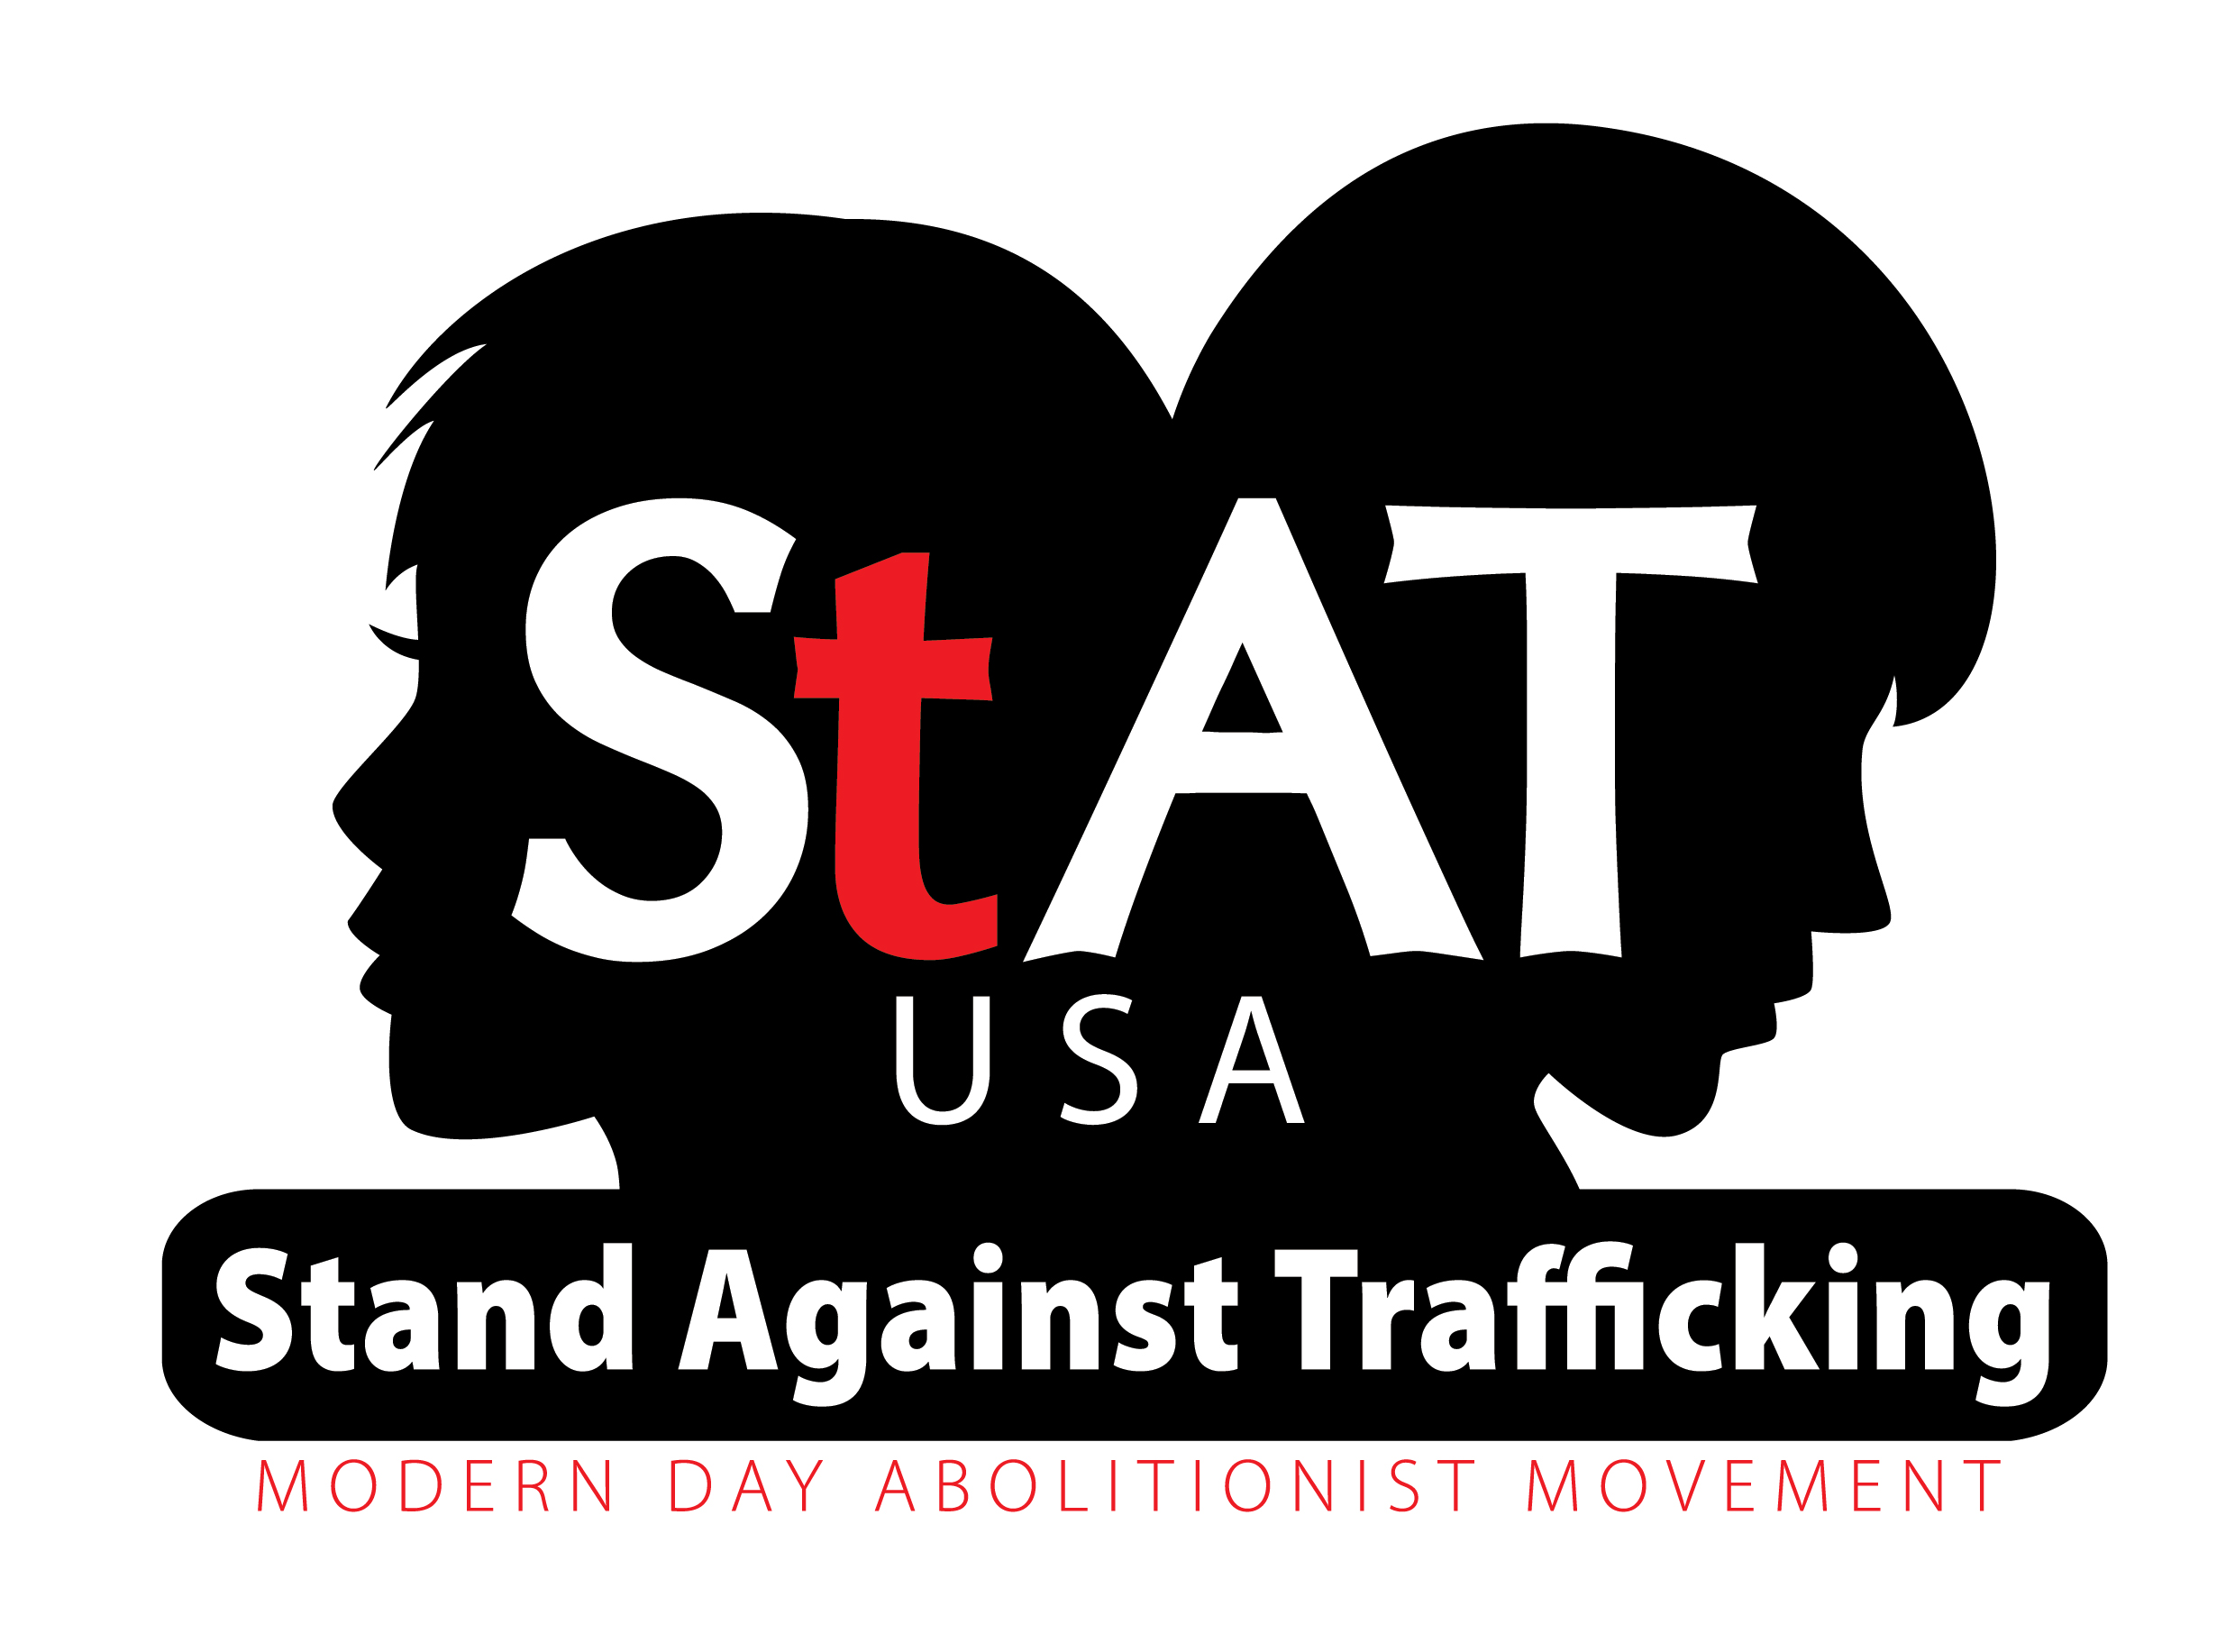 StAT
USA
Stand Against Trafficking
MODERN DAY ABOLITIONIST MOVEMENT